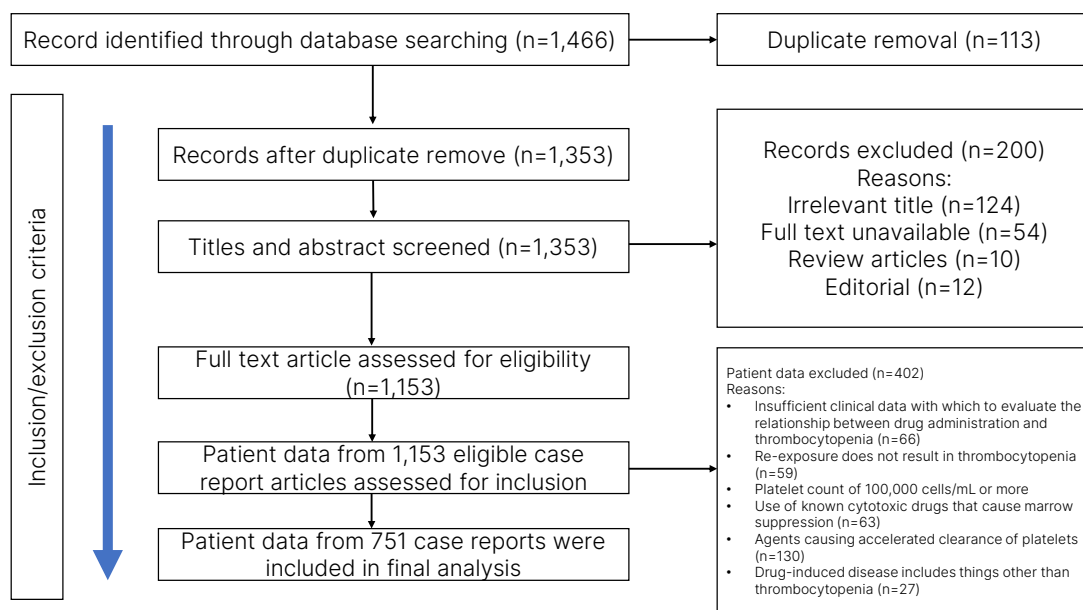 Record identified through database searching (n=1,466)
Duplicate removal (n=113)
Inclusion/exclusion criteria
Records after duplicate remove (n=1,353)
Titles and abstract screened (n=1,353)
Records excluded (n=200)
Reasons:
Irrelevant title (n=124)
Full text unavailable (n=54)
Review articles (n=10)
Editorial (n=12)
Full text article assessed for eligibility
(n=1,153)
Patient data from 1,153 eligible case
report articles assessed for inclusion
Patient data excluded (n=402)
Reasons:
• Insufficient clinical data with which to evaluate the
relationship between drug administration and
thrombocytopenia (n=66)
• Re-exposure does not result in thrombocytopenia
(n=59)
• Platelet count of 100,000 cells/mL or more
• Use of known cytotoxic drugs that cause marrow
suppression (n=63)
• Agents causing accelerated clearance of platelets
(n=130)
• Drug-induced disease includes things other than
thrombocytopenia (n=27)
Patient data from 751 case reports were
included in final analysis